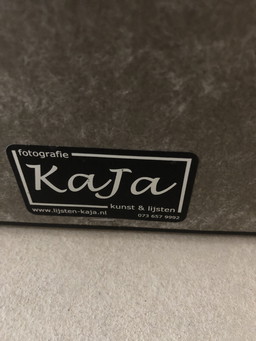 fotografie
KaJa
kunst & lijsten
www.lijsten-kaja.nl
073 657 9992